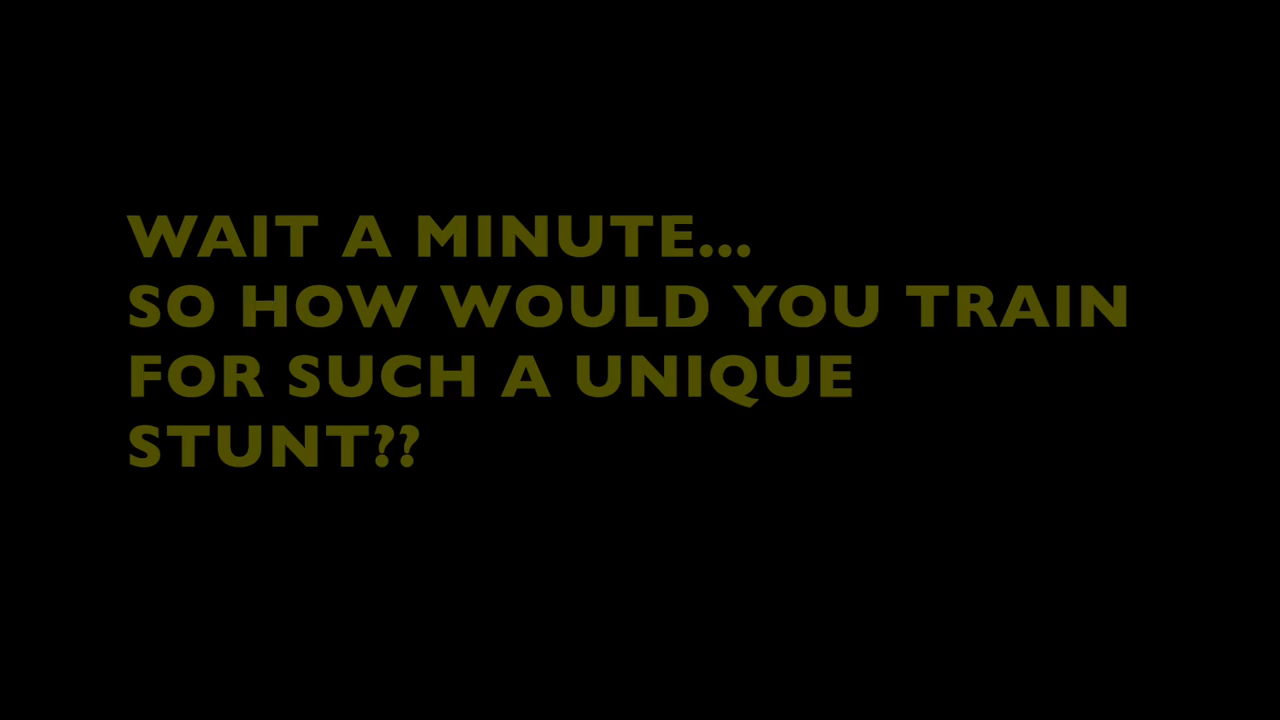 WAIT A MINUTE...
SO HOW WOULD YOU TRAIN
FOR SUCH A UNIQUE
STUNT??